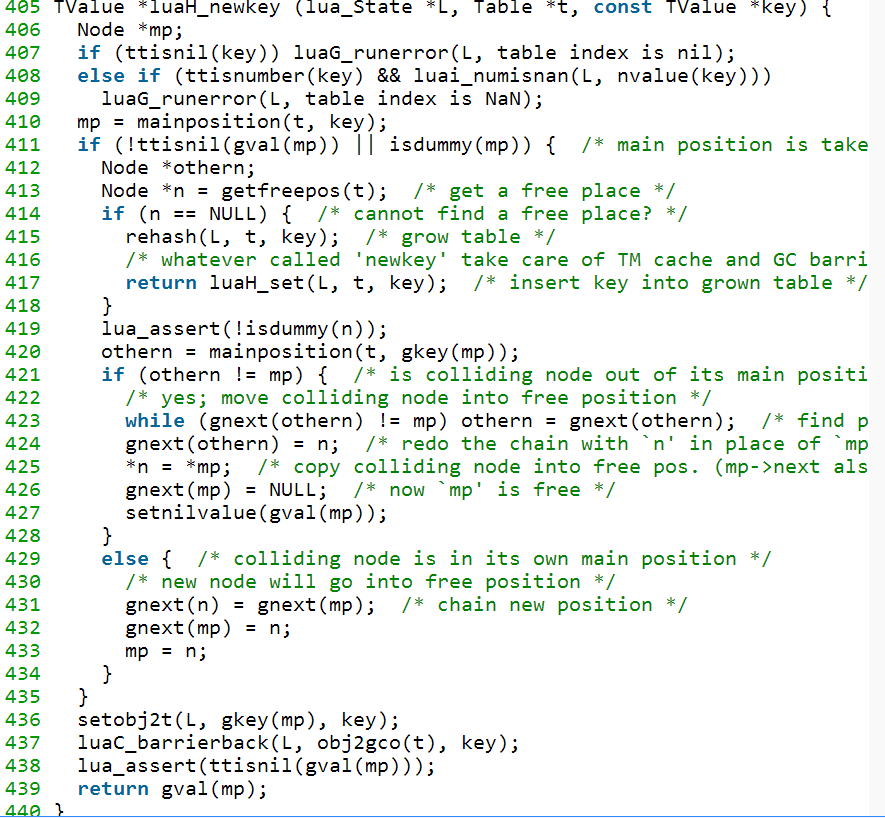 405 TValue *luaH_newkey (lua_State *L, Table *t, const TValue *key) {
406   Node *mp;
407   if (ttisnil(key)) luaG_runerror(L, table index is nil);
408   else if (ttisnumber(key) && luai_numisnan(L, nvalue(key)))
409     luaG_runerror(L, table index is NaN);
410   mp = mainposition(t, key);
411   if (!ttisnil(gval(mp)) || isdummy(mp)) {  /* main position is take
412     Node *othern;
413     Node *n = getfreepos(t);  /* get a free place */
414     if (n == NULL) {  /* cannot find a free place? */
415       rehash(L, t, key);  /* grow table */
416       /* whatever called 'newkey' take care of TM cache and GC barri
417       return luaH_set(L, t, key);  /* insert key into grown table */
418     }
419     lua_assert(!isdummy(n));
420     othern = mainposition(t, gkey(mp));
421     if (othern != mp) {  /* is colliding node out of its main positi
422       /* yes; move colliding node into free position */
423       while (gnext(othern) != mp) othern = gnext(othern);  /* find p
424       gnext(othern) = n;  /* redo the chain with `n' in place of `mp
425       *n = *mp;  /* copy colliding node into free pos. (mp->next als
426       gnext(mp) = NULL;  /* now `mp' is free */
427       setnilvalue(gval(mp));
428     }
429     else {  /* colliding node is in its own main position */
430       /* new node will go into free position */
431       gnext(n) = gnext(mp);  /* chain new position */
432       gnext(mp) = n;
433       mp = n;
434     }
435   }
436   setobj2t(L, gkey(mp), key);
437   luaC_barrierback(L, obj2gco(t), key);
438   lua_assert(ttisnil(gval(mp)));
439   return gval(mp);
440 }